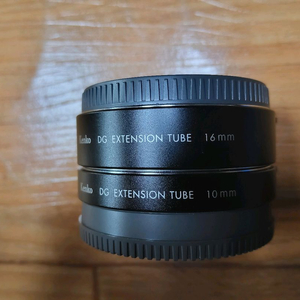 Kenko DG EXTENSION TUBE 16mm
Kenko DG EXTENSION TUBE 10mm